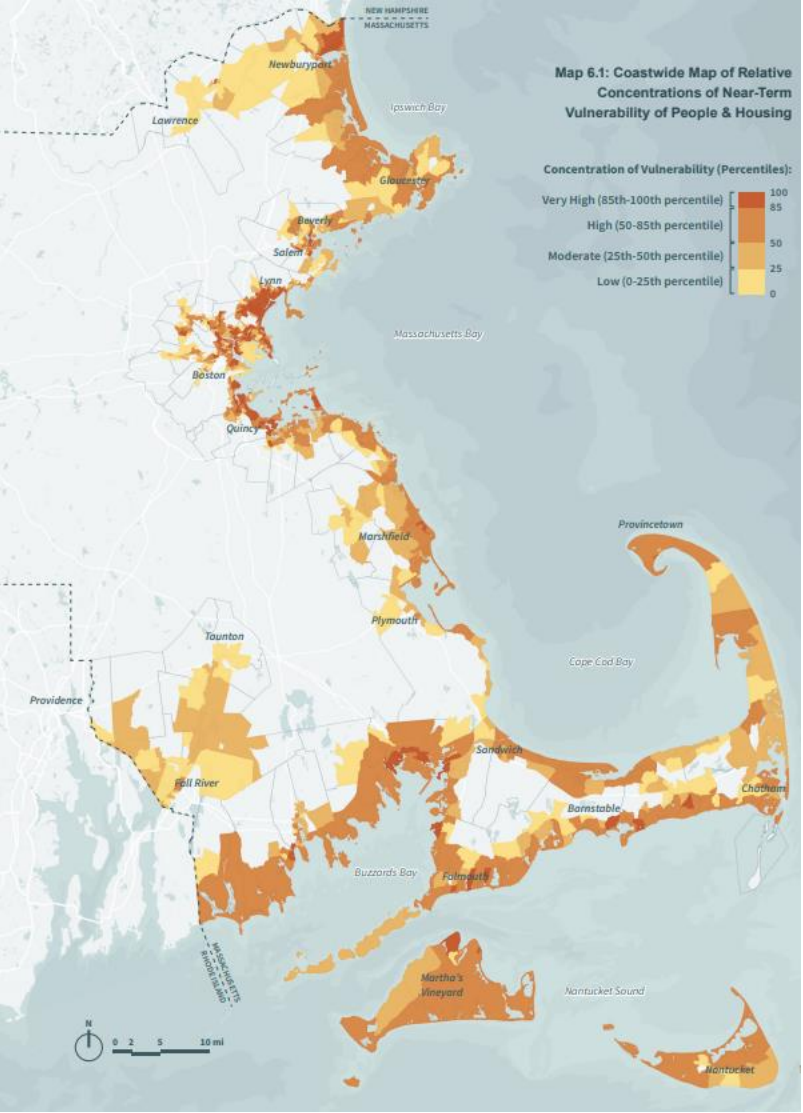 NEW HAMPSHIRE
MASSACHUSETTS
Map 6.1: Coastwide Map of Relative
Concentrations of Near-Term
Vulnerability of People & Housing
Newburyport
Ipswich Bay
Lawrence
Gloucester
Concentration of Vulnerability (Percentiles):
Very High (85th-100th percentile)
High (50-85th percentile)
Moderate (25th-50th percentile)
Low (0-25th percentile)
100
85
50
25
0
Beverly
Salem
Lynn
Massachusetts Bay
Boston
Quincy
Provincetown
Marshfield
Plymouth
Taunton
Cape Cod Bay
Providence
Sandwich
Fall River
Chatham
Barnstable
Buzzards Bay
Falmouth
MASSACHUSETTS
RHODE ISLAND
Martha's
Vineyard
Nantucket Sound
N
0 2 5 10 mi
Nantucket